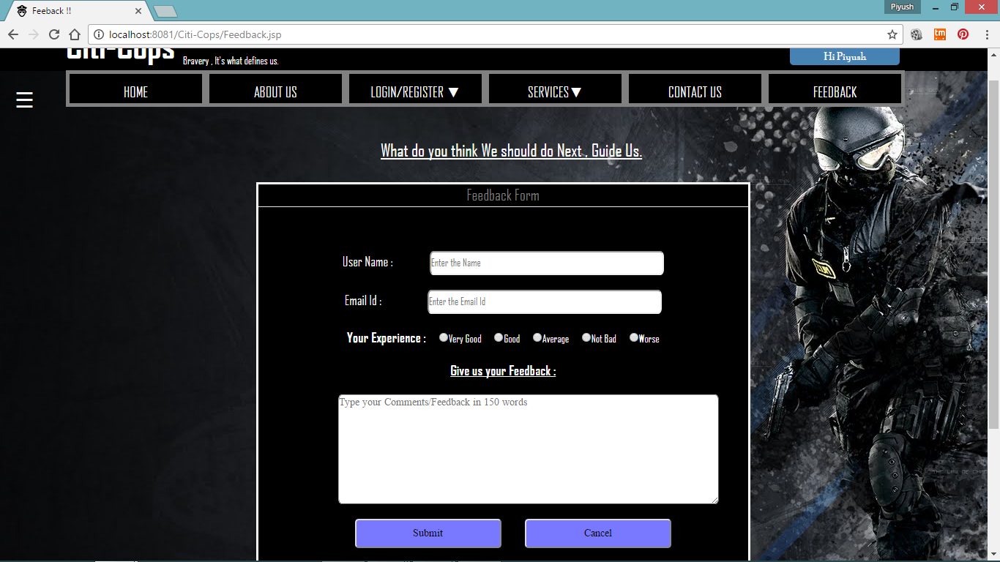 Feeback !!
Piyush
localhost:8081/Citi-Cops/Feedback.jsp
tm
Citi-Cops
Bravery , It's what defines us.
Hi Piyush
HOME
ABOUT US
LOGIN/REGISTER ▼
SERVICES▼
CONTACT US
FEEDBACK
What do you think We should do Next , Guide Us.
Feedback Form
User Name :
Enter the Name
Email Id :
Enter the Email Id
Your Experience :
Very Good
Good
Average
Not Bad
Worse
Give us your Feedback :
Type your Comments/Feedback in 150 words
Submit
Cancel